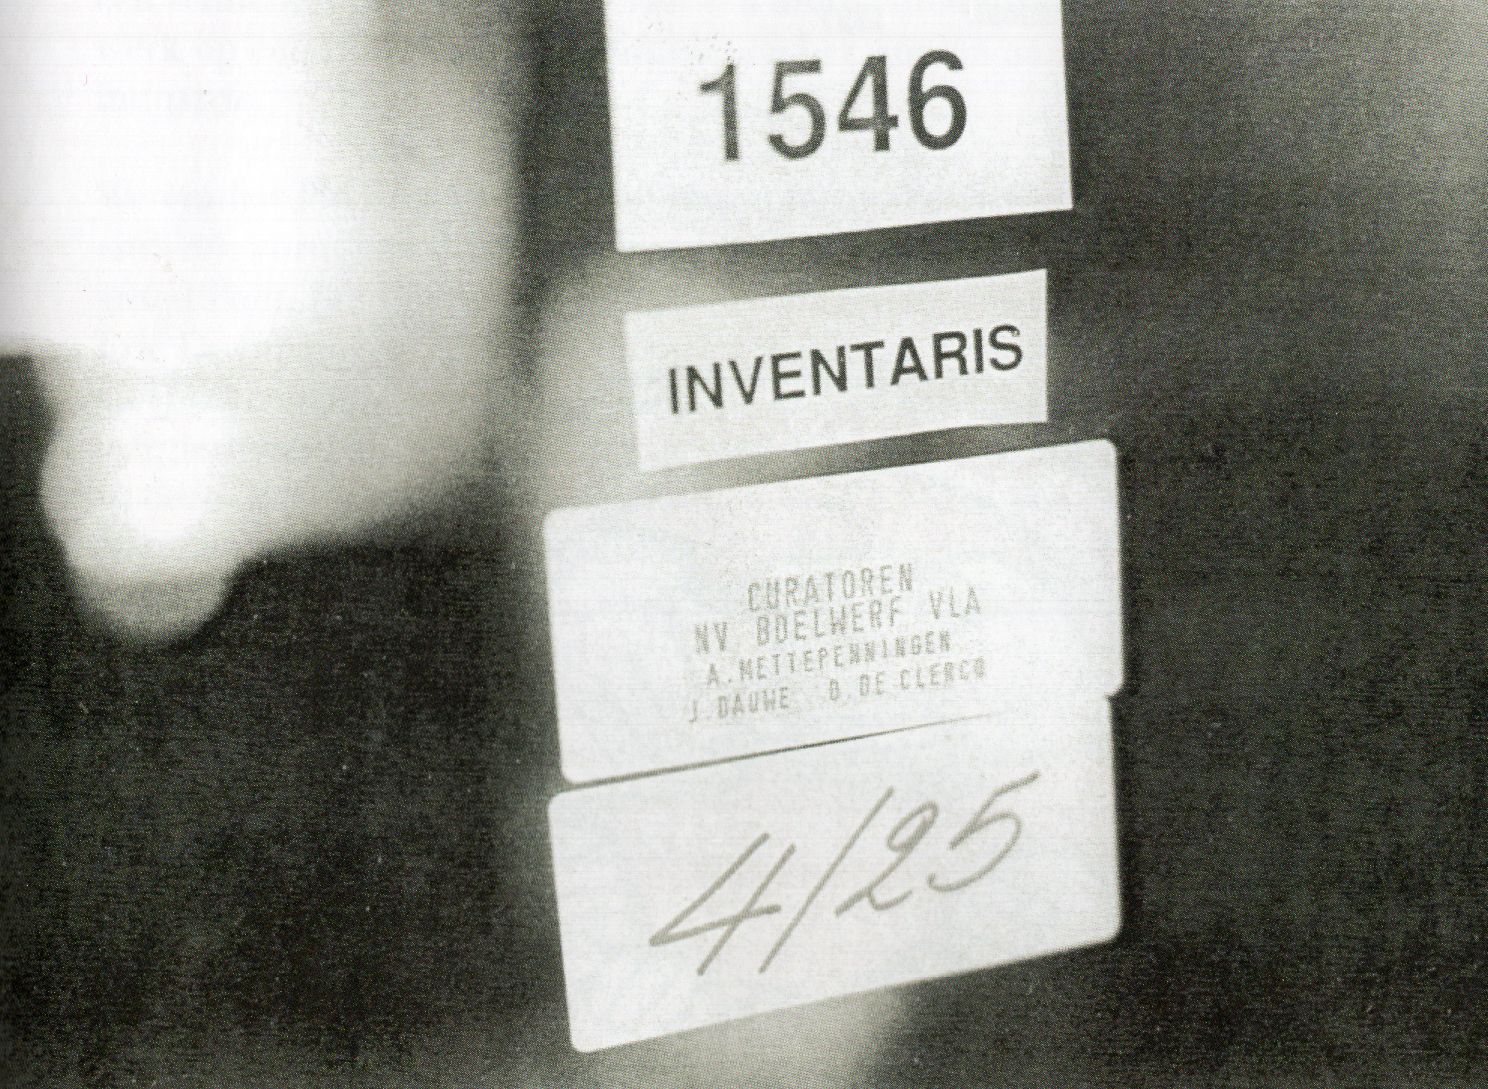 1546
INVENTARIS
CURATOREN
NV BOELWERF VLA
A.METTEPENNINGEN
J.DAUWE D.DE CLERCQ
4/25